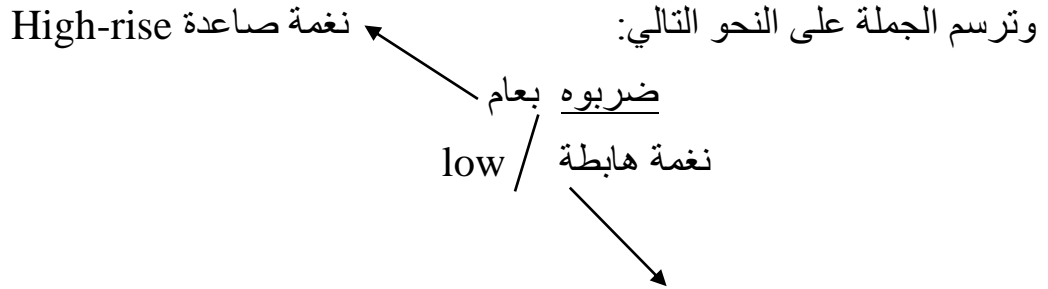 وترسم الجملة على النحو التالي: نغمة صاعدة High-rise
ضربوه بعام
نغمة هابطة / low